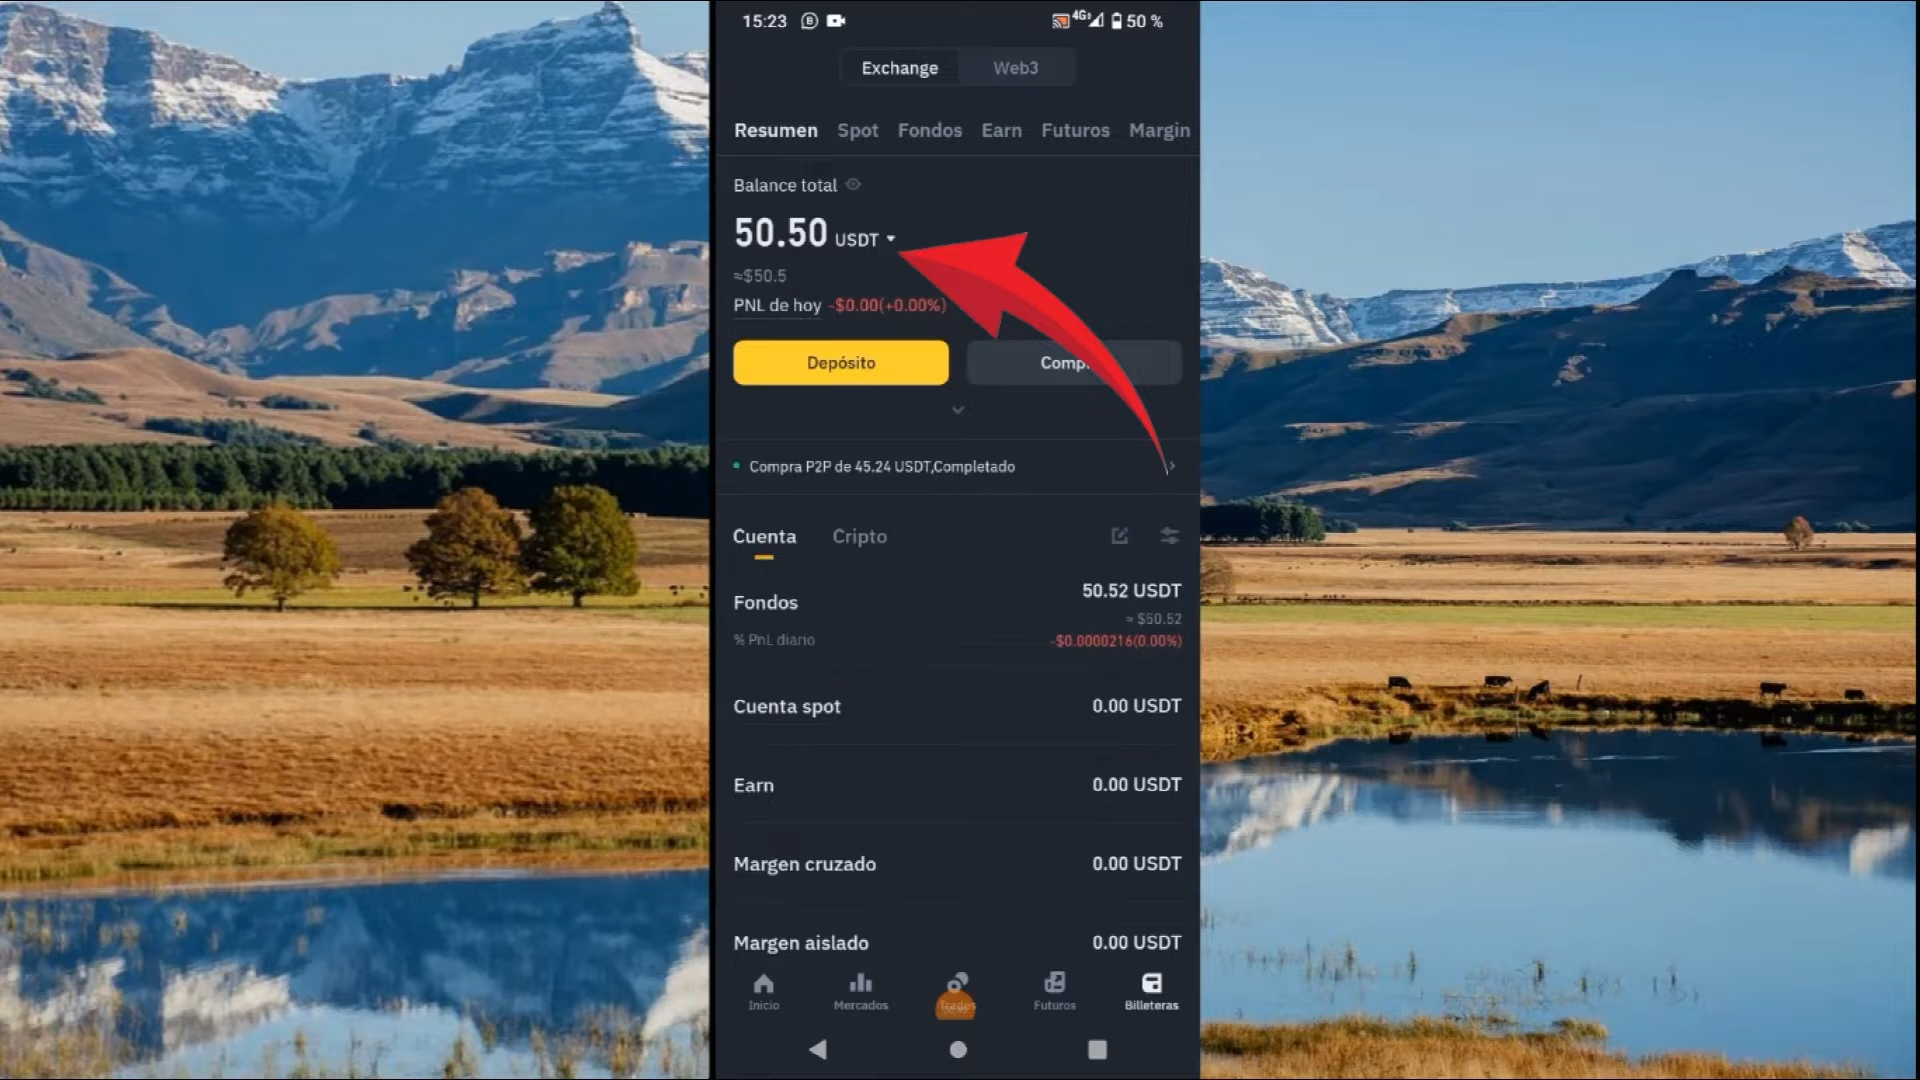 15:23 4G 50 %
Exchange Web3
Resumen Spot Fondos Earn Futuros Margin
Balance total
50.50 USDT
≈$50.5
PNL de hoy -$0.00(+0.00%)
Depósito
Compra P2P de 45.24 USDT,Completado
Cuenta Cripto
Fondos 50.52 USDT
≈ $50.52
% PnL diario -$0.0000216(0.00%)
Cuenta spot 0.00 USDT
Earn 0.00 USDT
Margen cruzado 0.00 USDT
Margen aislado 0.00 USDT
Inicio Mercados Trades Futuros Billeteras